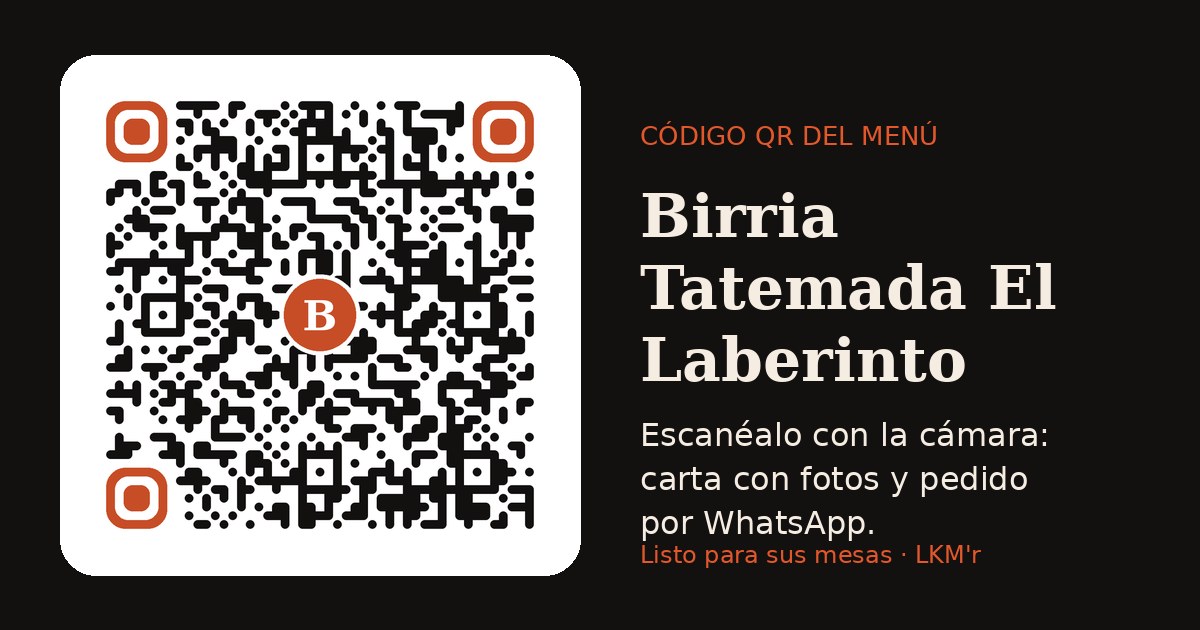 B
CÓDIGO QR DEL MENÚ
Birria
Tatemada El
Laberinto
Escanéalo con la cámara:
carta con fotos y pedido
por WhatsApp.
Listo para sus mesas · LKM'r